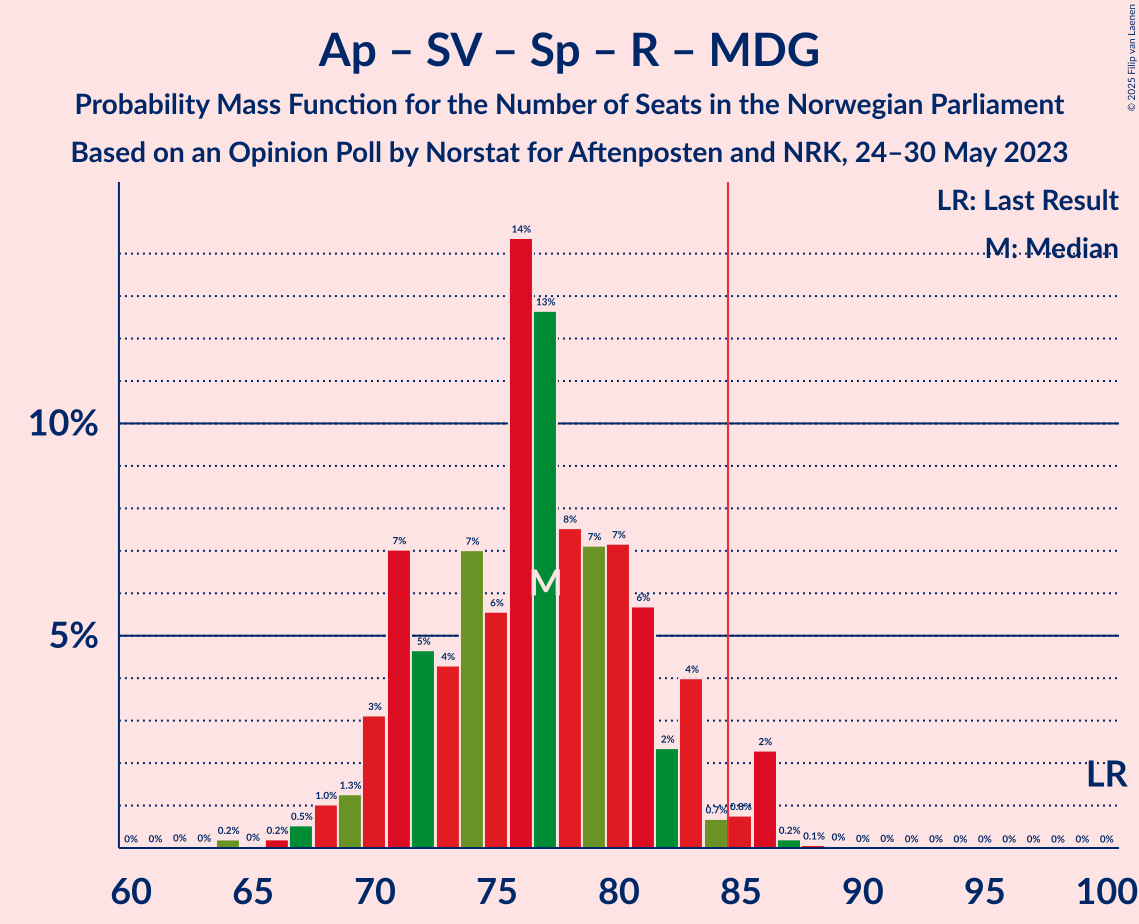 Ap – SV – Sp – R – MDG
Probability Mass Function for the Number of Seats in the Norwegian Parliament
Based on an Opinion Poll by Norstat for Aftenposten and NRK, 24–30 May 2023
© 2025 Filip van Laenen
LR: Last Result
M: Median
10%
5%
0% 0% 0% 0% 0.2% 0% 0.2% 0.5% 1.0% 1.3% 3% 7% 5% 4% 7% 6% 14% 13% 8% 7% 7% 6% 2% 4% 0.7% 0.8% 2% 0.2% 0.1% 0% 0% 0% 0% 0% 0% 0% 0% 0% 0% 0% 0%
M
LR
60 65 70 75 80 85 90 95 100